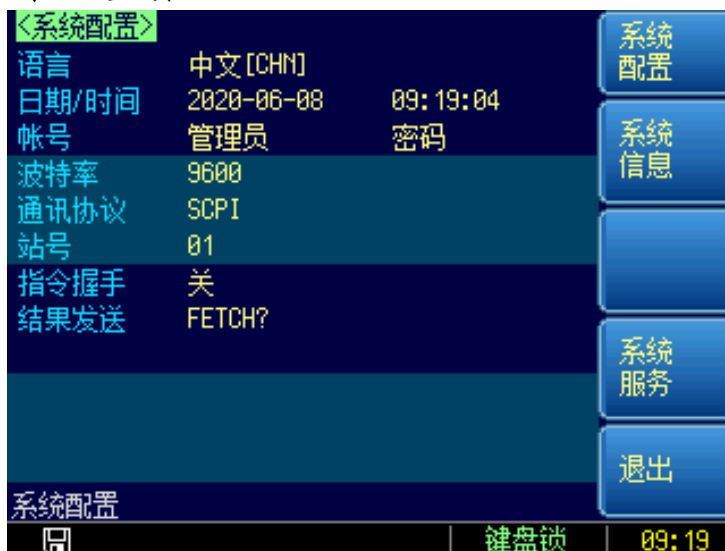 <系统配置>
语言 中文[CHN]
日期/时间 2020-06-08 09:19:04
帐号 管理员 密码
波特率 9600
通讯协议 SCPI
站号 01
指令握手 关
结果发送 FETCH?
系统配置
系统
配置
系统
信息
系统
服务
退出
键盘锁 09:19